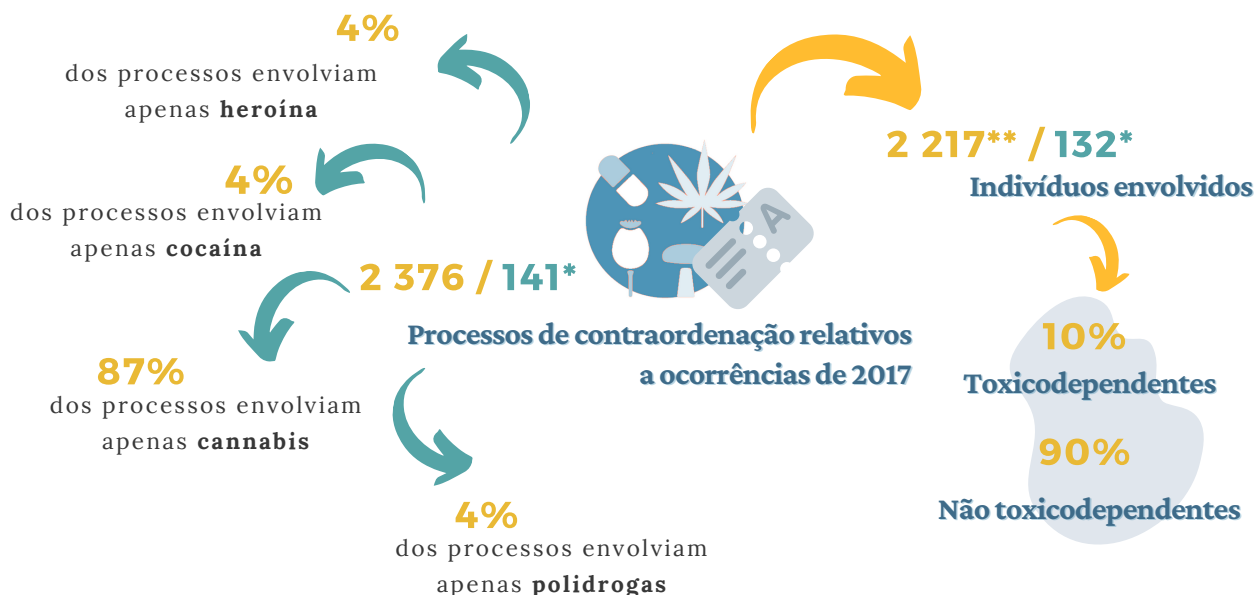 4%
dos processos envolviam
apenas heroína
4%
dos processos envolviam
apenas cocaína
2 376 / 141*
Processos de contraordenação relativos
a ocorrências de 2017
87%
dos processos envolviam
apenas cannabis
4%
dos processos envolviam
apenas polidrogas
A
2 217** / 132*
Indivíduos envolvidos
10%
Toxicodependentes
90%
Não toxicodependentes